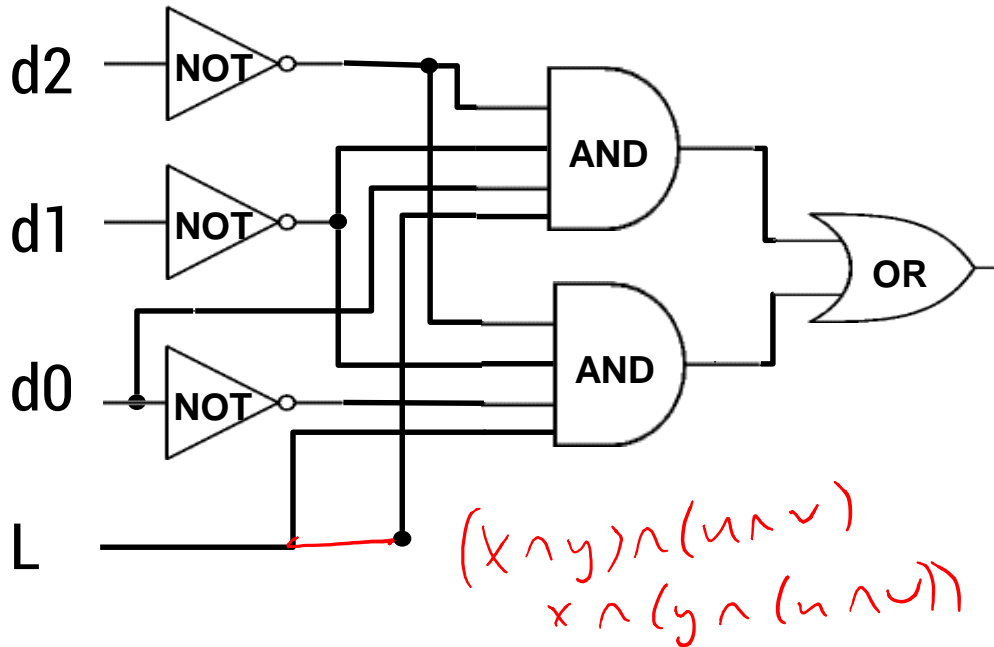 d2
NOT
AND
d1
NOT
OR
AND
d0
NOT
L
(x∧y)∧(u∧v)
x∧(y∧(u∧v))